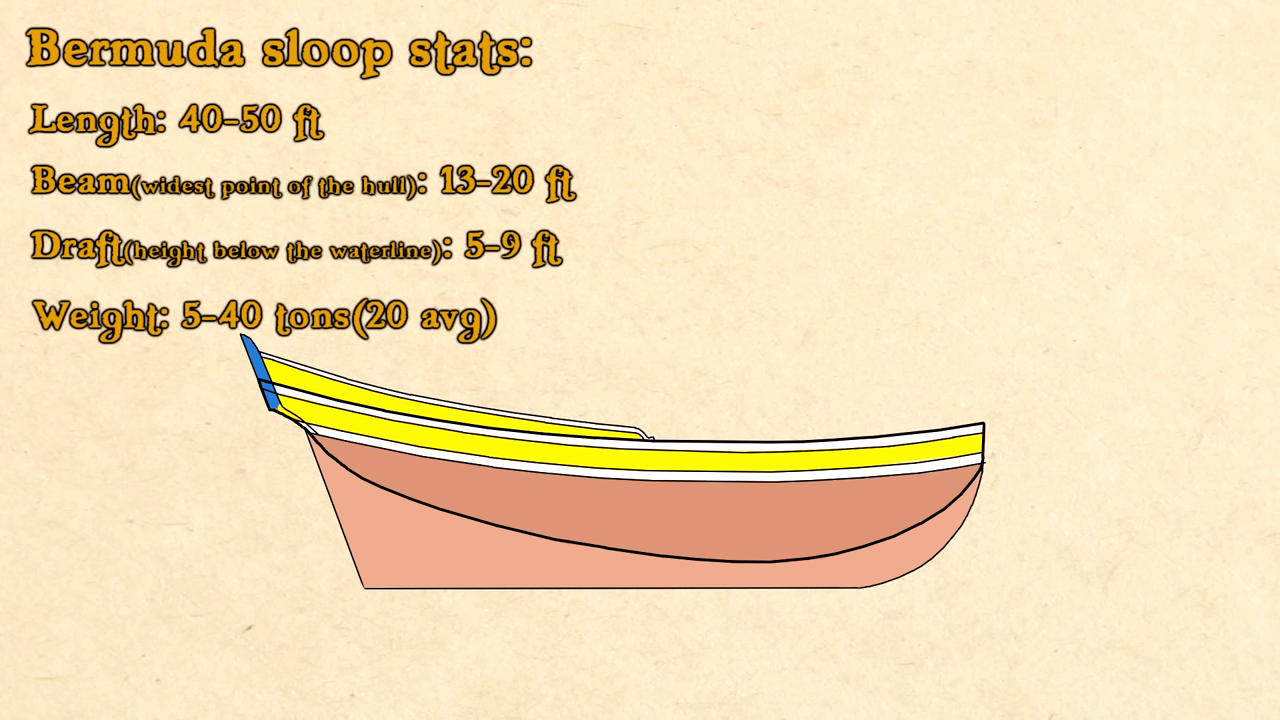 Bermuda sloop stats:
Length: 40-50 ft
Beam(widest point of the hull): 13-20 ft
Draft(height below the waterline): 5-9 ft
Weight: 5-40 tons(20 avg)